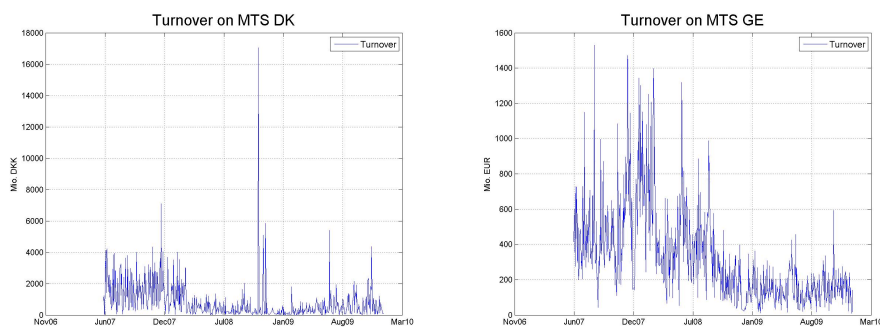 Turnover on MTS DK
Turnover
18000
16000
14000
12000
10000
8000
6000
4000
2000
0
Mio. DKK
Nov06 Jun07 Dec07 Jul08 Jan09 Aug09 Mar10
Turnover on MTS GE
Turnover
1600
1400
1200
1000
800
600
400
200
0
Mio. EUR
Nov06 Jun07 Dec07 Jul08 Jan09 Aug09 Mar10